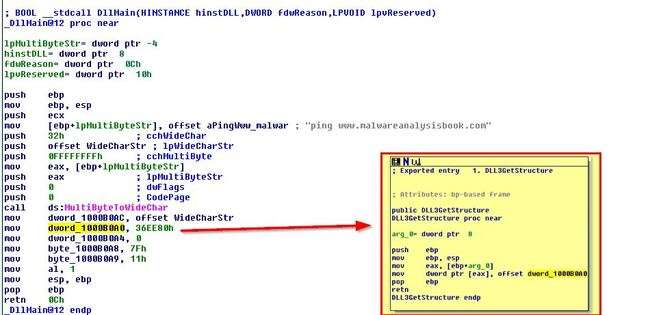 ; BOOL __stdcall DllMain(HINSTANCE hinstDLL,DWORD fdwReason,LPVOID lpvReserved)
_DllMain@12 proc near
lpMultiByteStr= dword ptr -4
hinstDLL= dword ptr  8
fdwReason= dword ptr  0Ch
lpvReserved= dword ptr  10h
push    ebp
mov     ebp, esp
push    ecx
mov     [ebp+lpMultiByteStr], offset aPingWww_malwar ; "ping www.malwareanalysisbook.com"
push    32h             ; cchWideChar
push    offset WideCharStr ; lpWideCharStr
push    0FFFFFFFFh      ; cchMultiByte
mov     eax, [ebp+lpMultiByteStr]
push    eax             ; lpMultiByteStr
push    0               ; dwFlags
push    0               ; CodePage
call    ds:MultiByteToWideChar
mov     dword_1000B0AC, offset WideCharStr
mov     dword_1000B0A0, 36EE80h
mov     dword_1000B0A4, 0
mov     byte_1000B0A8, 7Fh
mov     byte_1000B0A9, 11h
mov     al, 1
mov     esp, ebp
pop     ebp
retn    0Ch
_DllMain@12 endp
; Exported entry   1. DLL3GetStructure
; Attributes: bp-based frame
public DLL3GetStructure
DLL3GetStructure proc near
arg_0= dword ptr  8
push    ebp
mov     ebp, esp
mov     eax, [ebp+arg_0]
mov     dword ptr [eax], offset dword_1000B0A0
pop     ebp
retn
DLL3GetStructure endp